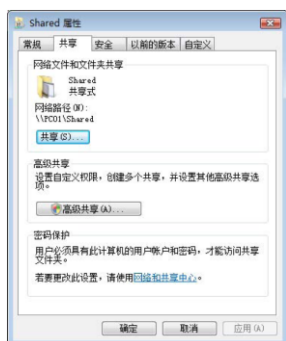 Shared 属性
常规 共享 安全 以前的版本 自定义
网络文件和文件夹共享
Shared
共享式
网络路径(N):
\\PC01\Shared
共享(S)...
高级共享
设置自定义权限，创建多个共享，并设置其他高级共享选
项。
高级共享(A)...
密码保护
用户必须具有此计算机的用户帐户和密码，才能访问共享
文件夹。
若要更改此设置，请使用网络和共享中心。
确定 取消 应用(A)